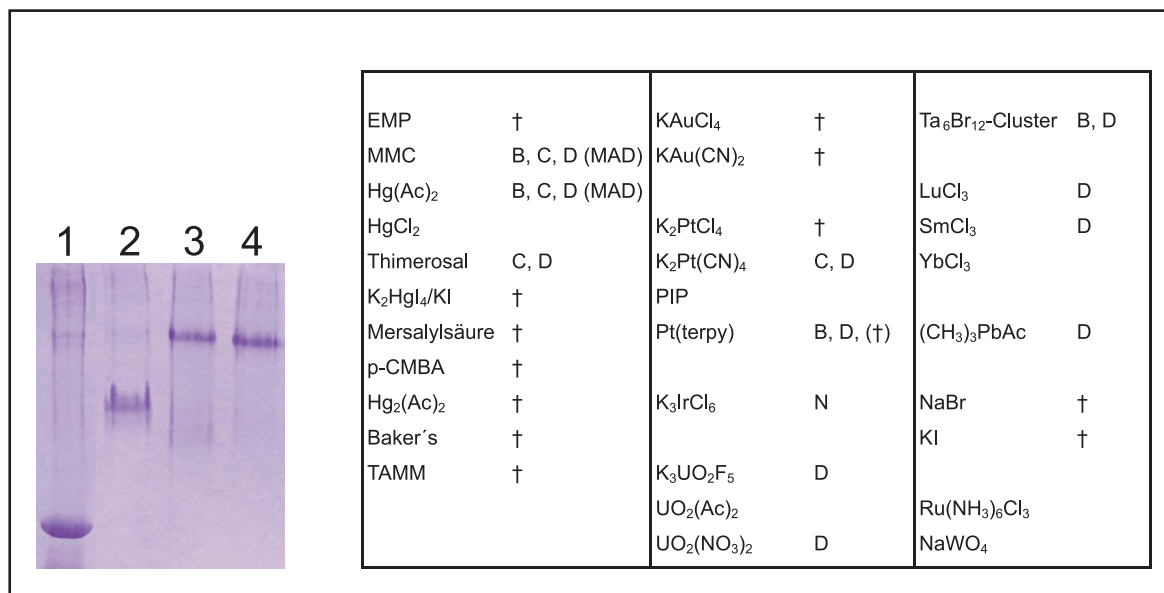 1 2 3 4
EMP †
MMC B, C, D (MAD)
Hg(Ac)₂ B, C, D (MAD)
HgCl₂
Thimerosal C, D
K₂HgI₄/KI †
Mersalylsäure †
p-CMBA †
Hg₂(Ac)₂ †
Baker´s †
TAMM †
KAuCl₄ †
KAu(CN)₂ †
K₂PtCl₄ †
K₂Pt(CN)₄ C, D
PIP
Pt(terpy) B, D, (†)
K₃IrCl₆ N
K₃UO₂F₅ D
UO₂(Ac)₂
UO₂(NO₃)₂ D
Ta₆Br₁₂-Cluster B, D
LuCl₃ D
SmCl₃ D
YbCl₃
(CH₃)₃PbAc D
NaBr †
KI †
Ru(NH₃)₆Cl₃
NaWO₄